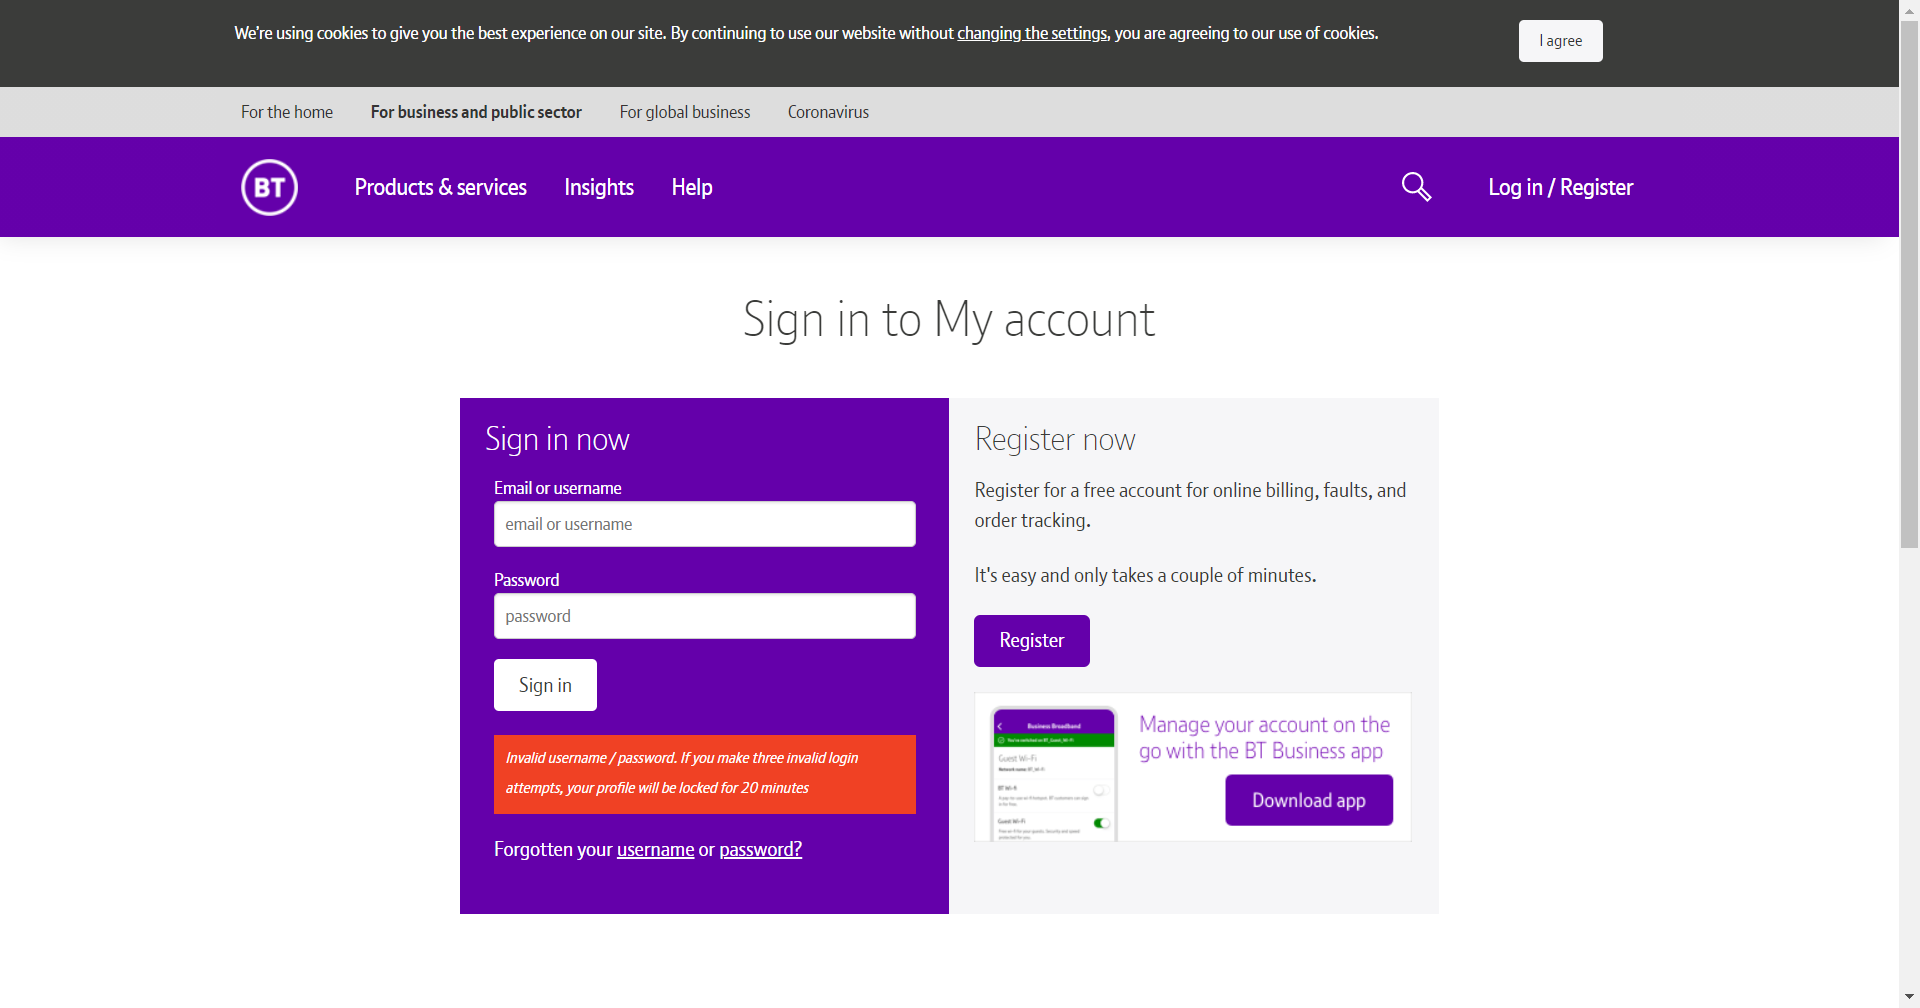 We're using cookies to give you the best experience on our site. By continuing to use our website without changing the settings, you are agreeing to our use of cookies.
I agree
For the home
For business and public sector
For global business
Coronavirus
BT
Products & services
Insights
Help
Log in / Register
Sign in to My account
Sign in now
Email or username
email or username
Password
password
Sign in
Invalid username / password. If you make three invalid login
attempts, your profile will be locked for 20 minutes
Forgotten your username or password?
Register now
Register for a free account for online billing, faults, and
order tracking.
It's easy and only takes a couple of minutes.
Register
Business Broadband
Guest Wi-Fi
BT Wi-fi
Guest Wi-Fi
Manage your account on the
go with the BT Business app
Download app